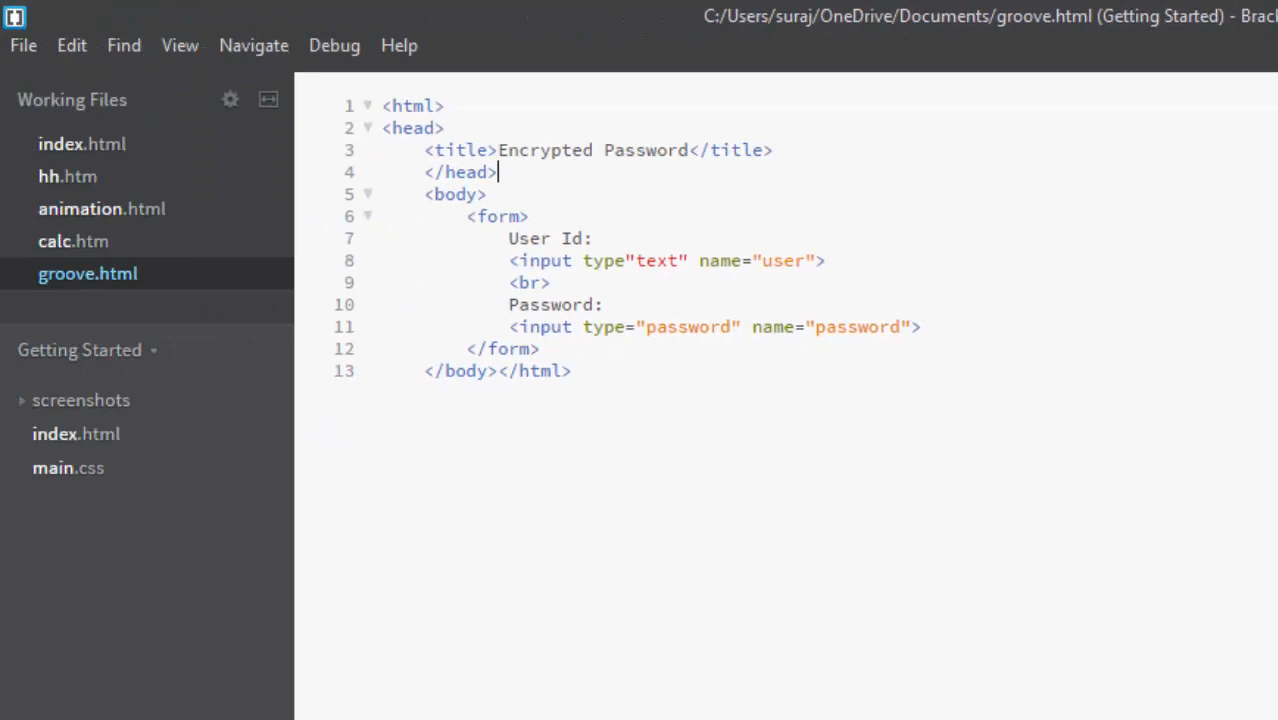 C:/Users/suraj/OneDrive/Documents/groove.html (Getting Started) - Brac
File Edit Find View Navigate Debug Help
Working Files
index.html
hh.htm
animation.html
calc.htm
groove.html
Getting Started
screenshots
index.html
main.css
1 <html>
2 <head>
3 <title>Encrypted Password</title>
4 </head>
5 <body>
6 <form>
7 User Id:
8 <input type"text" name="user">
9 <br>
10 Password:
11 <input type="password" name="password">
12 </form>
13 </body></html>